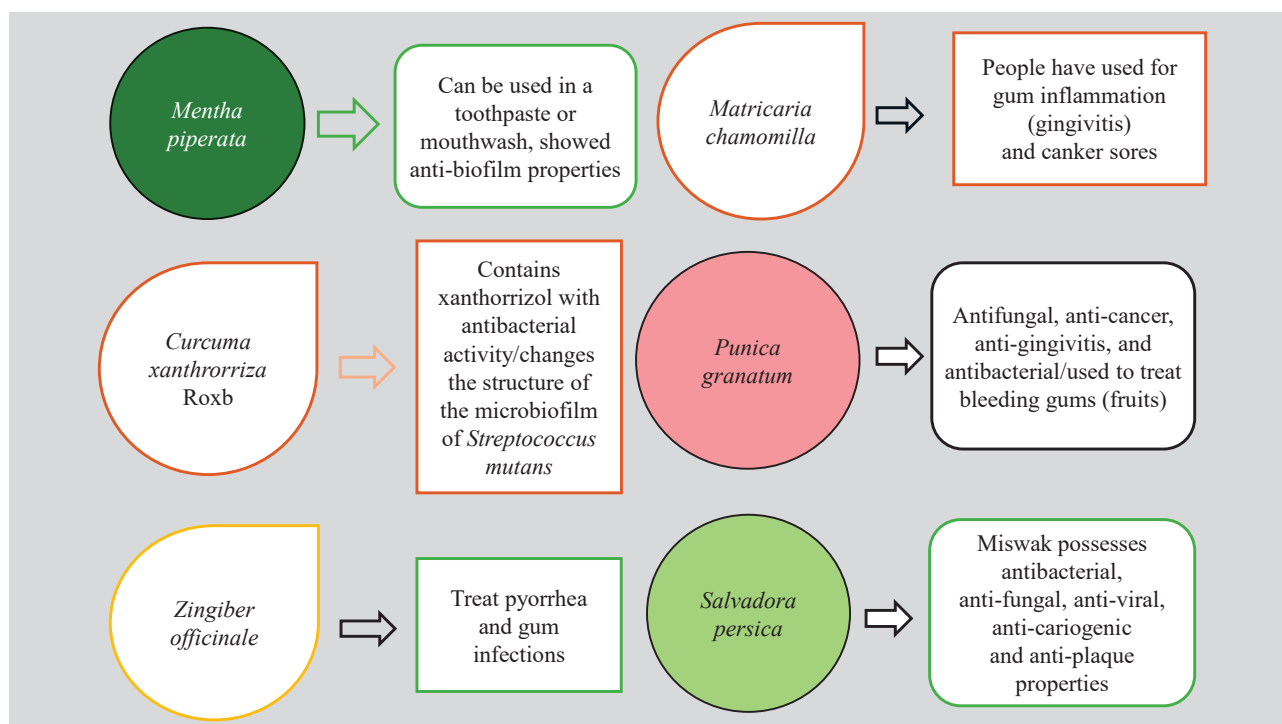 Mentha
piperata
Can be used in a
toothpaste or
mouthwash, showed
anti-biofilm properties
Matricaria
chamomilla
People have used for
gum inflammation
(gingivitis)
and canker sores
Curcuma
xanthrorriza
Roxb
Contains
xanthorrizol with
antibacterial
activity/changes
the structure of
the microbiofilm
of Streptococcus
mutans
Punica
granatum
Antifungal, anti-cancer,
anti-gingivitis, and
antibacterial/used to treat
bleeding gums (fruits)
Zingiber
officinale
Treat pyorrhea
and gum
infections
Salvadora
persica
Miswak possesses
antibacterial,
anti-fungal, anti-viral,
anti-cariogenic
and anti-plaque
properties